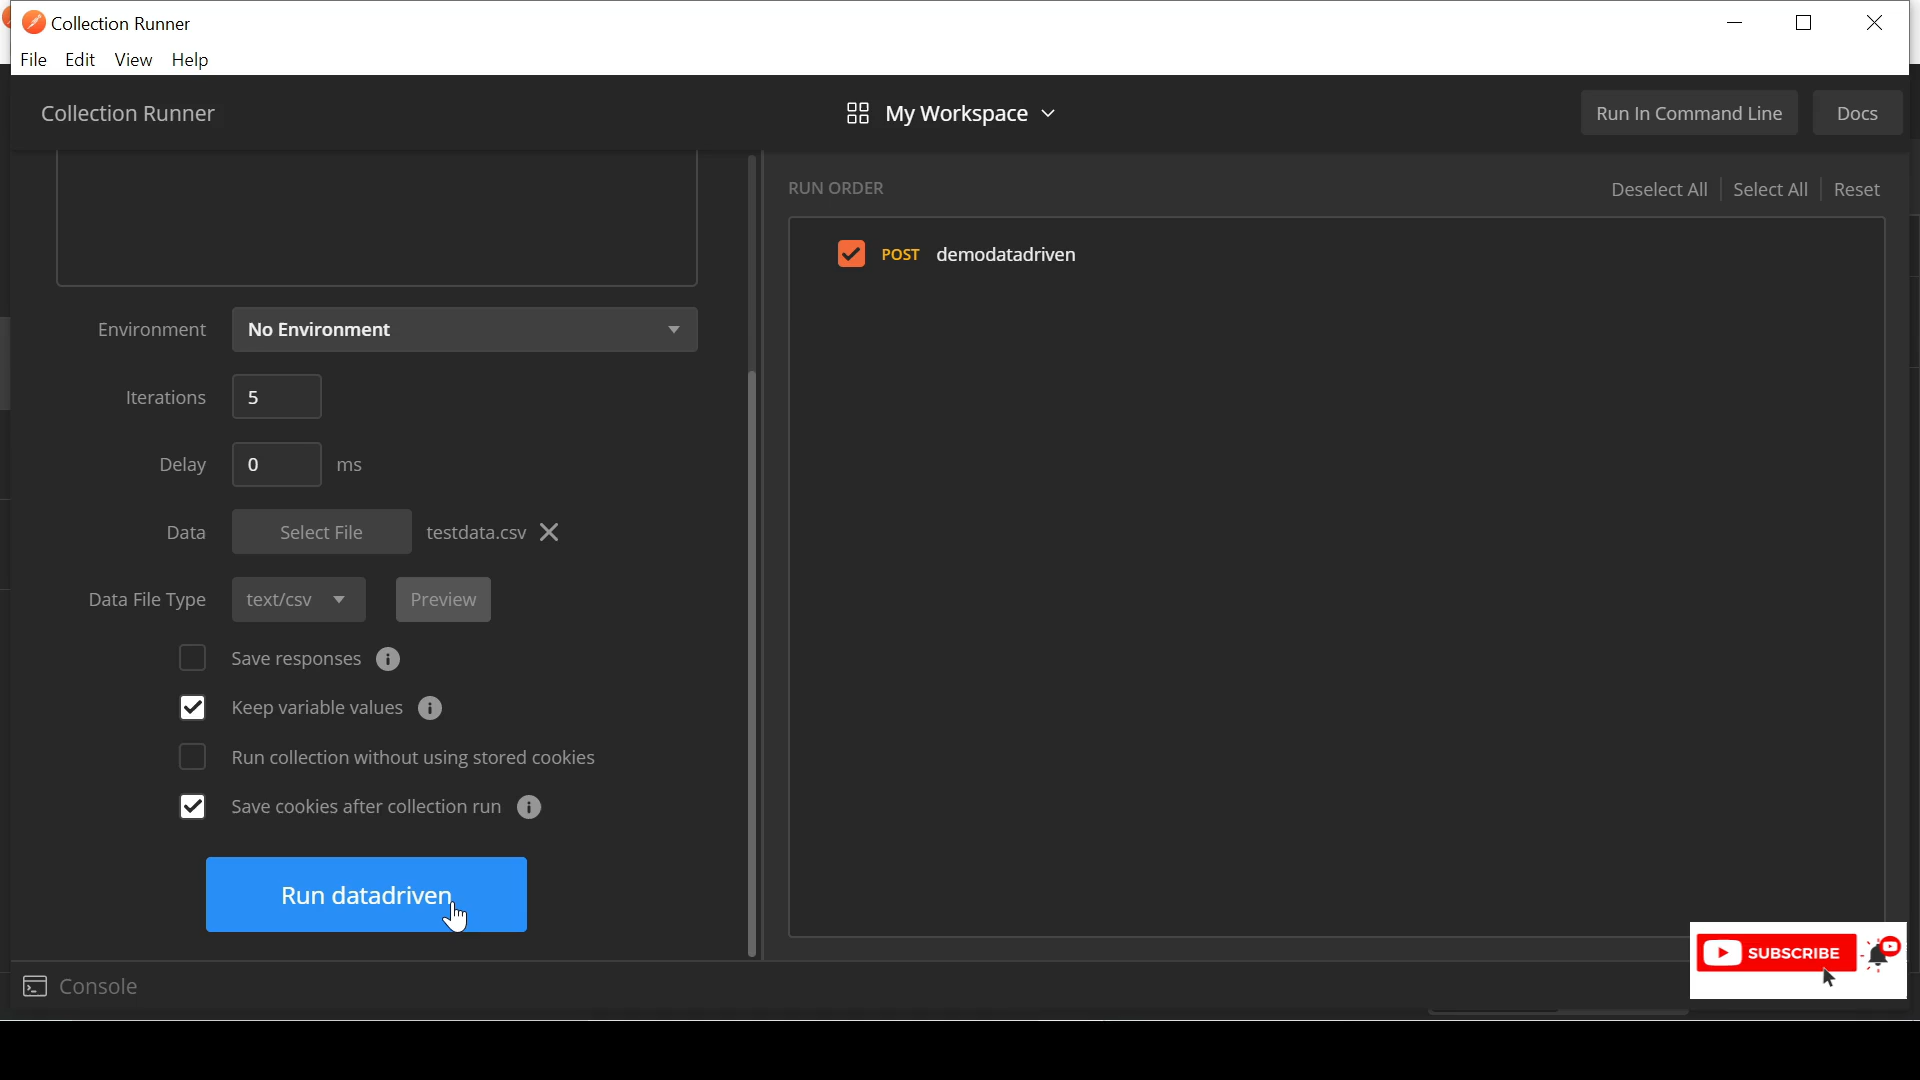 Collection Runner
File Edit View Help
Collection Runner
My Workspace
Run In Command Line
Docs
RUN ORDER
Deselect All
Select All
Reset
POST demodatadriven
Environment No Environment
Iterations 5
Delay 0 ms
Data Select File testdata.csv
Data File Type text/csv Preview
Save responses
Keep variable values
Run collection without using stored cookies
Save cookies after collection run
Run datadriven
SUBSCRIBE
Console